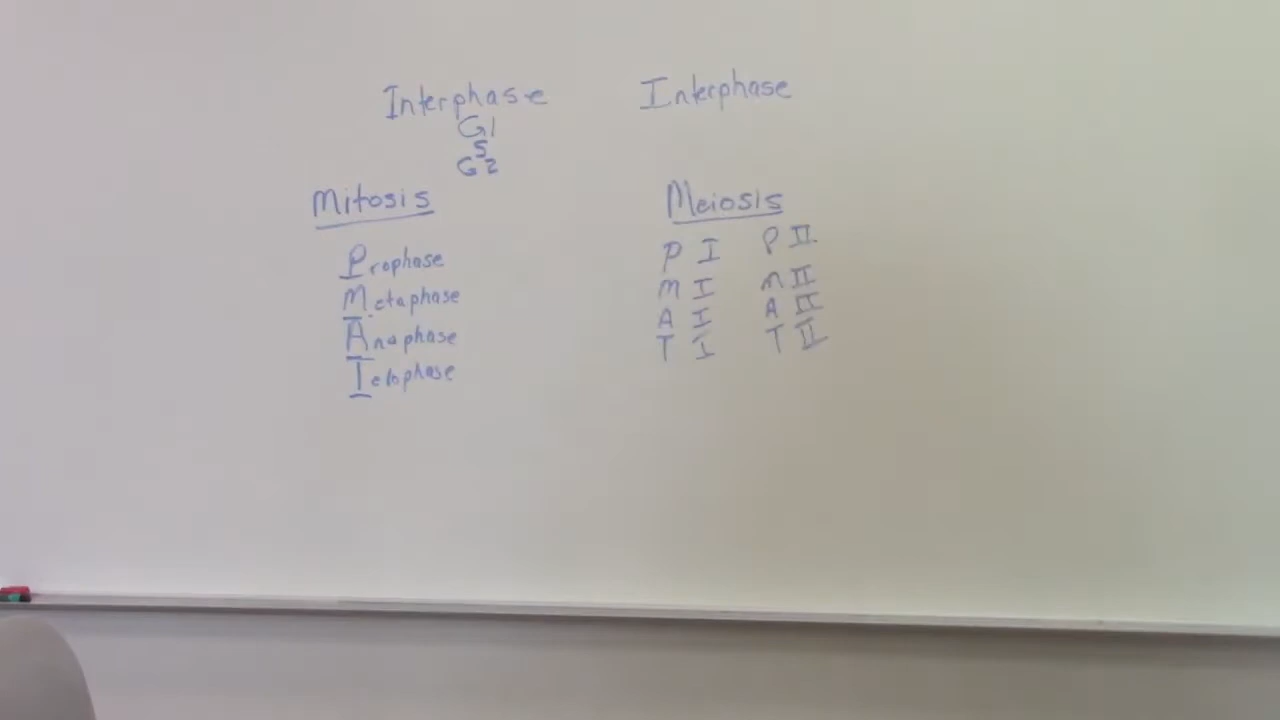 Interphase
G1
S
G2
Mitosis
Prophase
Metaphase
Anaphase
Telophase
Interphase
Meiosis
P I P II
M I M II
A I A II
T I T II